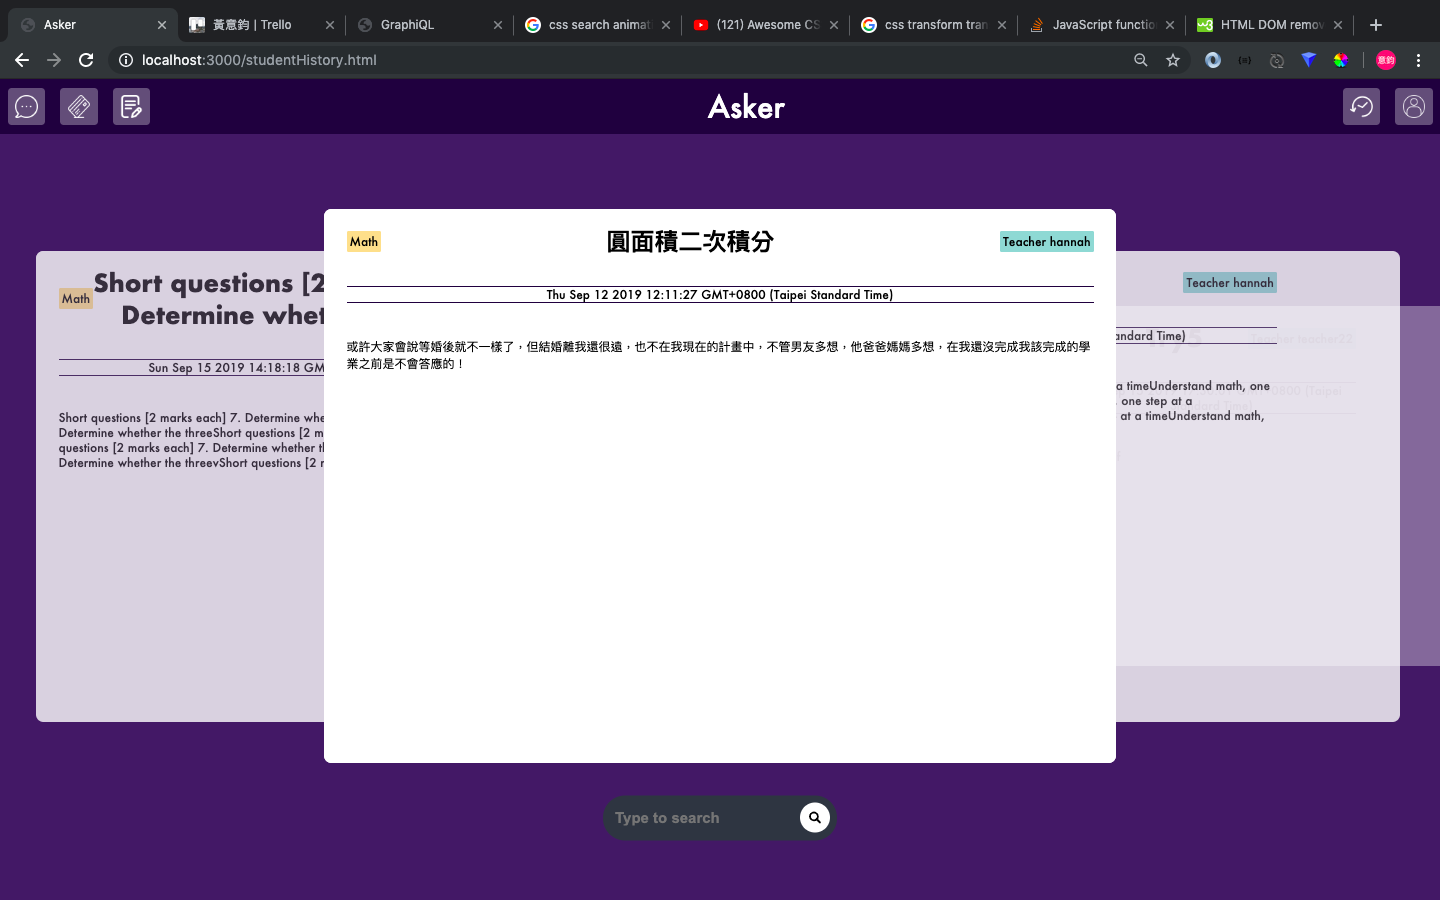 Asker
黃意鈞 | Trello
GraphiQL
css search animati
(121) Awesome CS
css transform tran
JavaScript functio
HTML DOM remov
localhost:3000/studentHistory.html
意鈞
Asker
Math
圓面積二次積分
Teacher hannah
Thu Sep 12 2019 12:11:27 GMT+0800 (Taipei Standard Time)
或許大家會說等婚後就不一樣了，但結婚離我還很遠，也不在我現在的計畫中，不管男友多想，他爸爸媽媽多想，在我還沒完成我該完成的學
業之前是不會答應的！
Math
Short questions [2
Determine whet
Sun Sep 15 2019 14:18:18 GM
Short questions [2 marks each] 7. Determine whe
Determine whether the threeShort questions [2 m
questions [2 marks each] 7. Determine whether th
Determine whether the threevShort questions [2 r
Teacher hannah
andard Time)
Teacher teacher22
a timeUnderstand math, one
, one step at a
at a timeUnderstand math,
Type to search